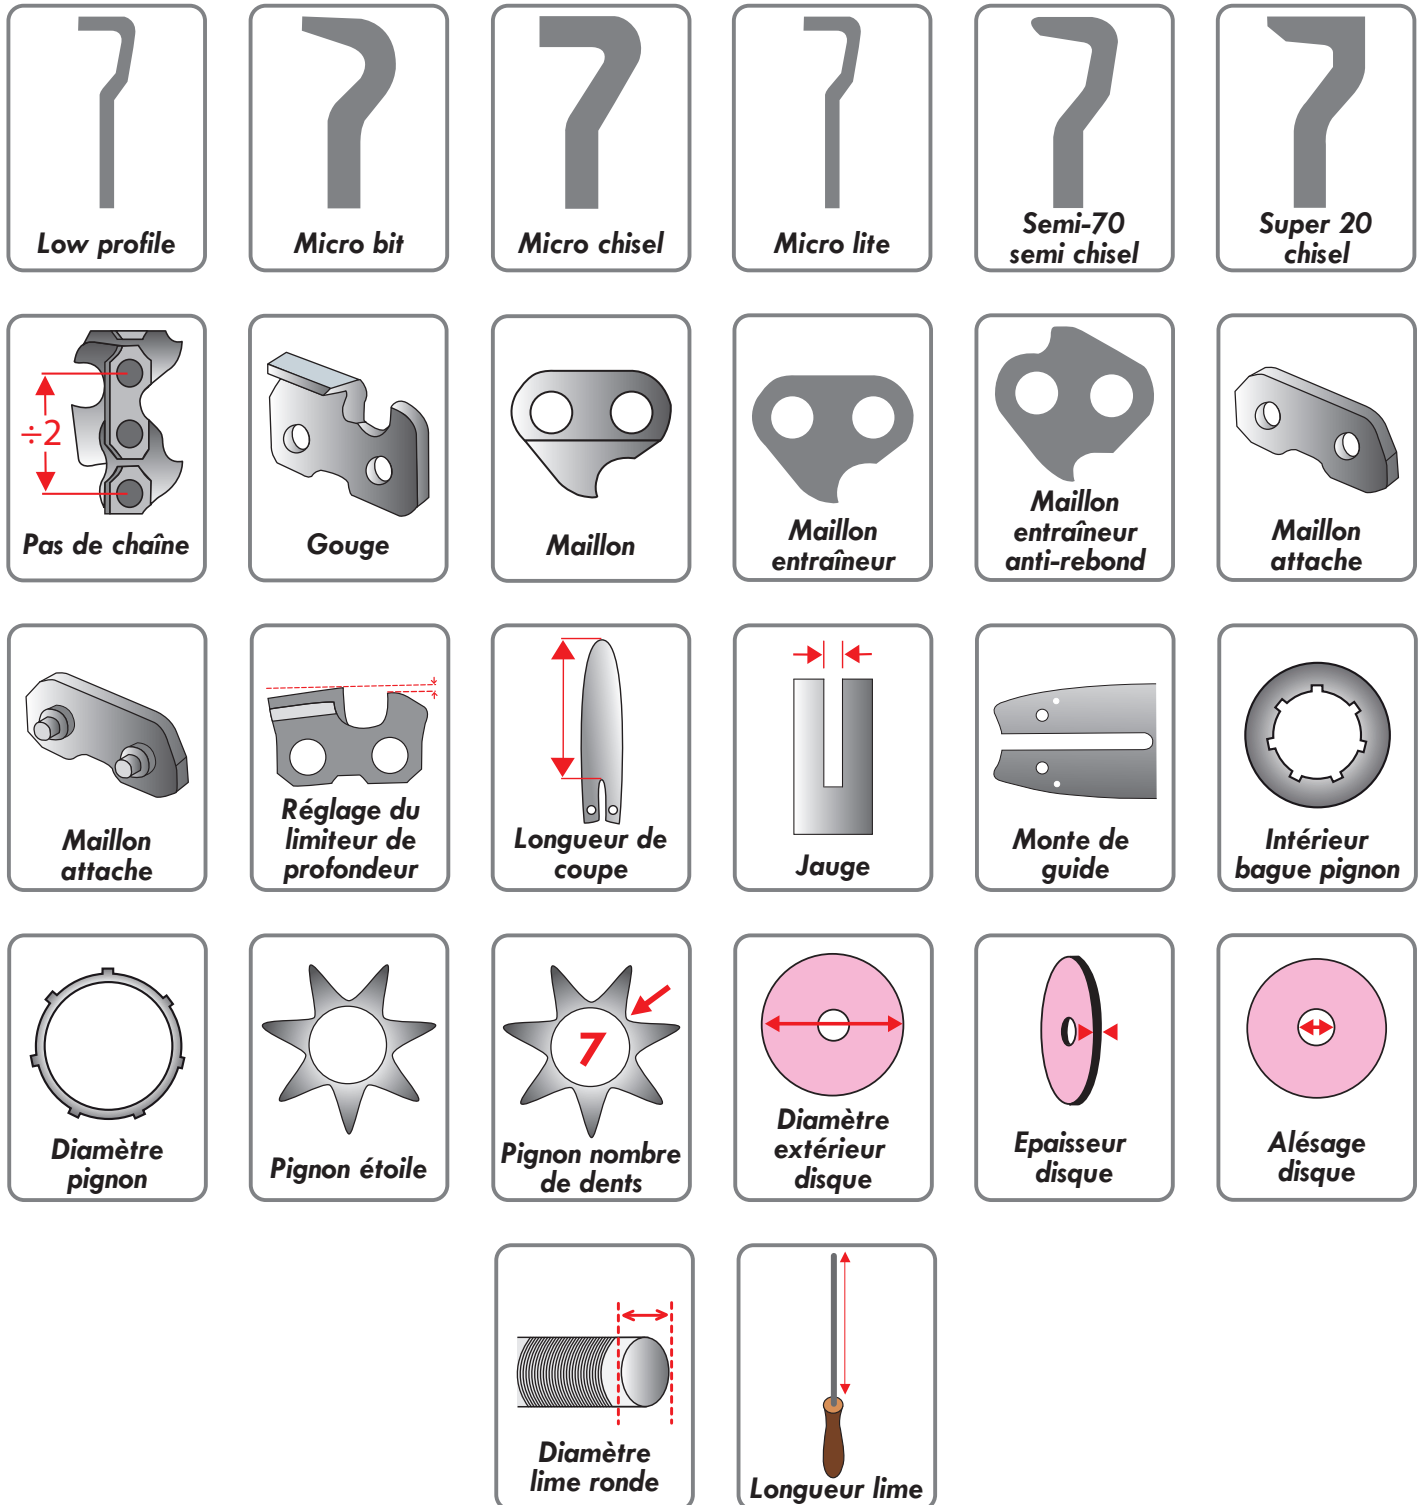 Low profile
Micro bit
Micro chisel
Micro lite
Semi-70
semi chisel
Super 20
chisel
÷2
Pas de chaîne
Gouge
Maillon
Maillon
entraîneur
Maillon
entraîneur
anti-rebond
Maillon
attache
Maillon
attache
Réglage du
limiteur de
profondeur
Longueur de
coupe
Jauge
Monte de
guide
Intérieur
bague pignon
Diamètre
pignon
Pignon étoile
7
Pignon nombre
de dents
Diamètre
extérieur
disque
Epaisseur
disque
Alésage
disque
Diamètre
lime ronde
Longueur lime